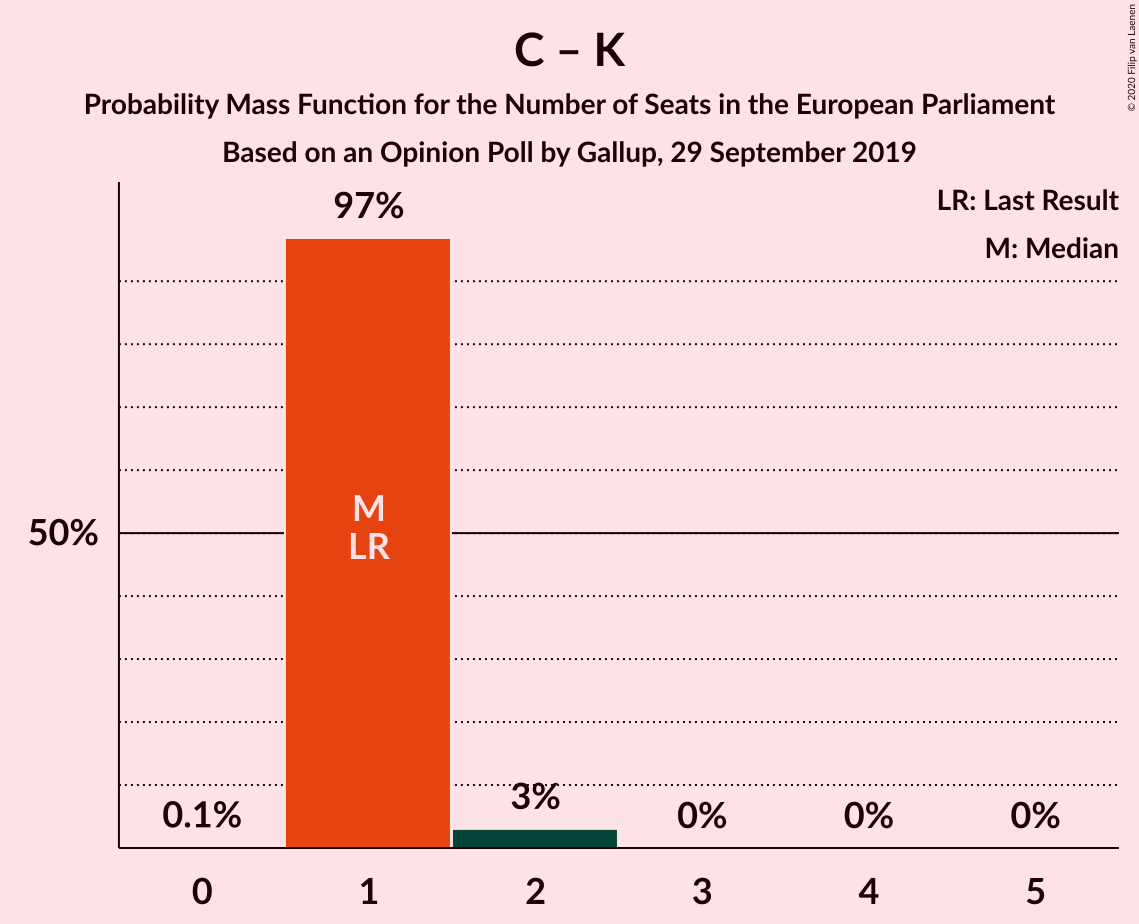 C – K
Probability Mass Function for the Number of Seats in the European Parliament
Based on an Opinion Poll by Gallup, 29 September 2019
© 2020 Filip van Laenen
LR: Last Result
M: Median
97%
M
LR
50%
0.1%
3%
0%
0%
0%
0
1
2
3
4
5